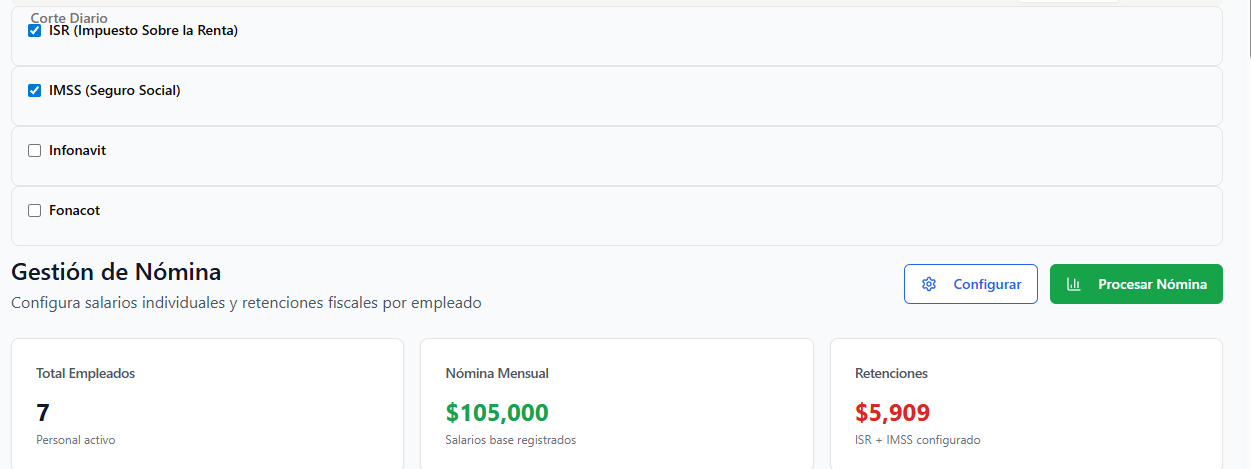 Corte Diario
ISR (Impuesto Sobre la Renta)
IMSS (Seguro Social)
Infonavit
Fonacot
Gestión de Nómina
Configura salarios individuales y retenciones fiscales por empleado
Configurar
Procesar Nómina
Total Empleados
7
Personal activo
Nómina Mensual
$105,000
Salarios base registrados
Retenciones
$5,909
ISR + IMSS configurado